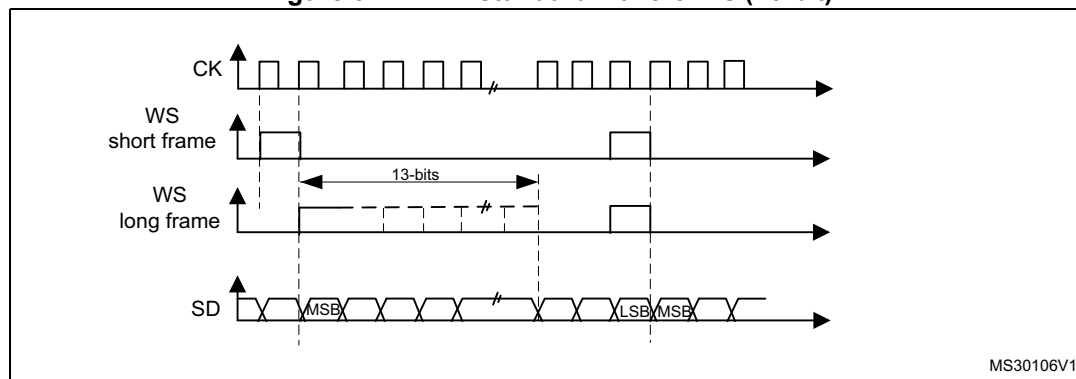 CK
WS
short frame
13-bits
WS
long frame
SD
MSB
LSB
MSB
MS30106V1